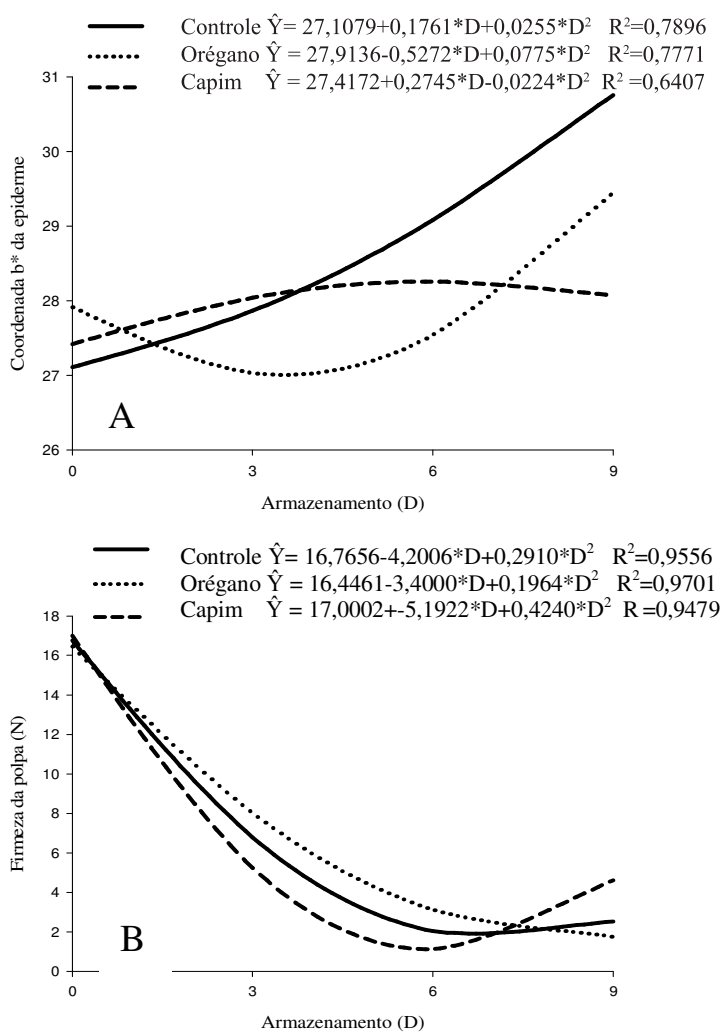 Controle Ŷ= 27,1079+0,1761*D+0,0255*D² R²=0,7896
Orégano Ŷ = 27,9136-0,5272*D+0,0775*D² R²=0,7771
Capim Ŷ = 27,4172+0,2745*D-0,0224*D² R² =0,6407
31
30
29
28
27
26
Coordenada b* da epiderme
A
0 3 6 9
Armazenamento (D)
Controle Ŷ= 16,7656-4,2006*D+0,2910*D² R²=0,9556
Orégano Ŷ = 16,4461-3,4000*D+0,1964*D² R²=0,9701
Capim Ŷ = 17,0002+-5,1922*D+0,4240*D² R =0,9479
18
16
14
12
10
8
6
4
2
0
Firmeza da polpa (N)
B
0 3 6 9
Armazenamento (D)